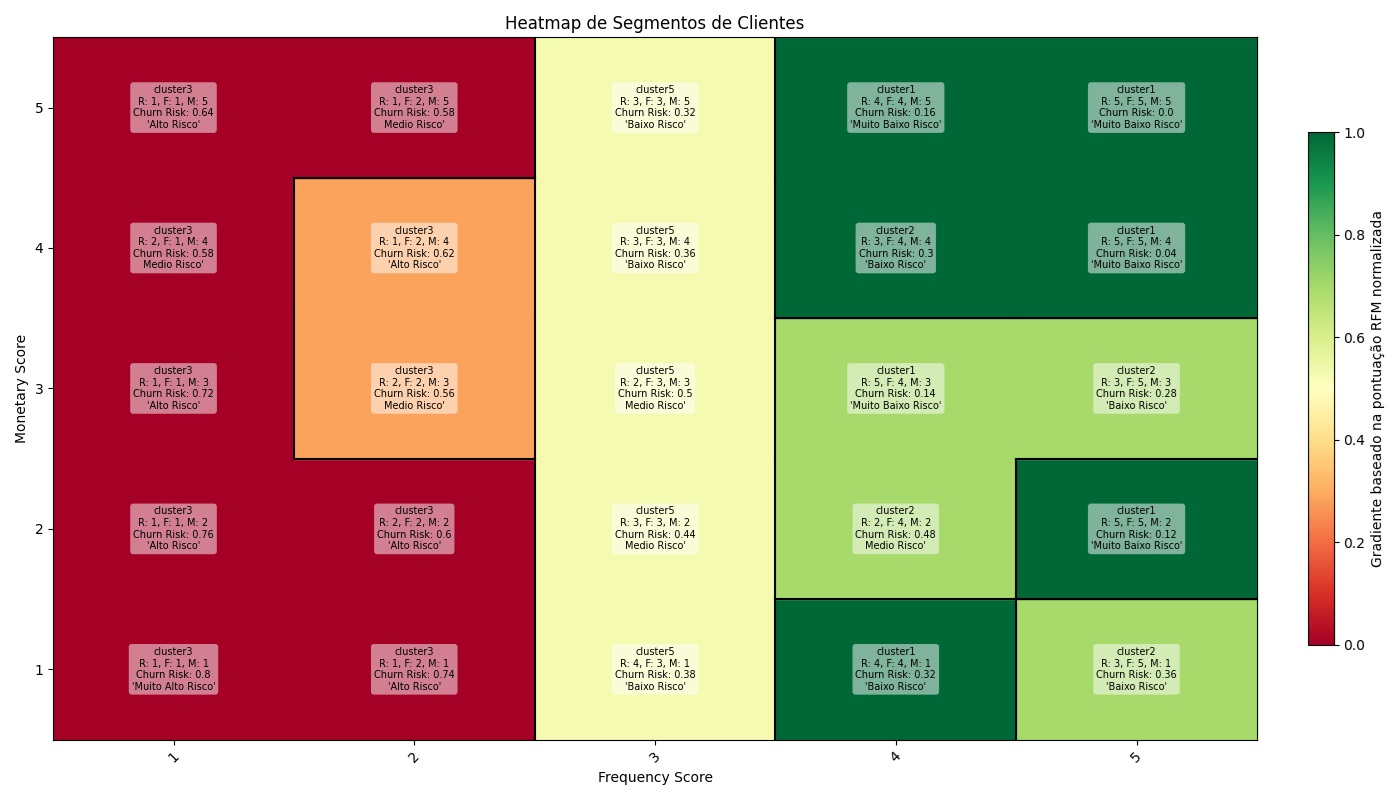 Heatmap de Segmentos de Clientes
Monetary Score
5
cluster3
R: 1, F: 1, M: 5
Churn Risk: 0.64
'Alto Risco'
cluster3
R: 1, F: 2, M: 5
Churn Risk: 0.58
Medio Risco'
cluster5
R: 3, F: 3, M: 5
Churn Risk: 0.32
'Baixo Risco'
cluster1
R: 4, F: 4, M: 5
Churn Risk: 0.16
'Muito Baixo Risco'
cluster1
R: 5, F: 5, M: 5
Churn Risk: 0.0
'Muito Baixo Risco'
4
cluster3
R: 2, F: 1, M: 4
Churn Risk: 0.58
Medio Risco'
cluster3
R: 1, F: 2, M: 4
Churn Risk: 0.62
'Alto Risco'
cluster5
R: 3, F: 3, M: 4
Churn Risk: 0.36
'Baixo Risco'
cluster2
R: 3, F: 4, M: 4
Churn Risk: 0.3
'Baixo Risco'
cluster1
R: 5, F: 5, M: 4
Churn Risk: 0.04
'Muito Baixo Risco'
3
cluster3
R: 1, F: 1, M: 3
Churn Risk: 0.72
'Alto Risco'
cluster3
R: 2, F: 2, M: 3
Churn Risk: 0.56
Medio Risco'
cluster5
R: 2, F: 3, M: 3
Churn Risk: 0.5
Medio Risco'
cluster1
R: 5, F: 4, M: 3
Churn Risk: 0.14
'Muito Baixo Risco'
cluster2
R: 3, F: 5, M: 3
Churn Risk: 0.28
'Baixo Risco'
2
cluster3
R: 1, F: 1, M: 2
Churn Risk: 0.76
'Alto Risco'
cluster3
R: 2, F: 2, M: 2
Churn Risk: 0.6
'Alto Risco'
cluster5
R: 3, F: 3, M: 2
Churn Risk: 0.44
Medio Risco'
cluster2
R: 2, F: 4, M: 2
Churn Risk: 0.48
Medio Risco'
cluster1
R: 5, F: 5, M: 2
Churn Risk: 0.12
'Muito Baixo Risco'
1
cluster3
R: 1, F: 1, M: 1
Churn Risk: 0.8
'Muito Alto Risco'
cluster3
R: 1, F: 2, M: 1
Churn Risk: 0.74
'Alto Risco'
cluster5
R: 4, F: 3, M: 1
Churn Risk: 0.38
'Baixo Risco'
cluster1
R: 4, F: 4, M: 1
Churn Risk: 0.32
'Baixo Risco'
cluster2
R: 3, F: 5, M: 1
Churn Risk: 0.36
'Baixo Risco'
1
2
3
4
5
Frequency Score
1.0
0.8
0.6
0.4
0.2
0.0
Gradiente baseado na pontuação RFM normalizada